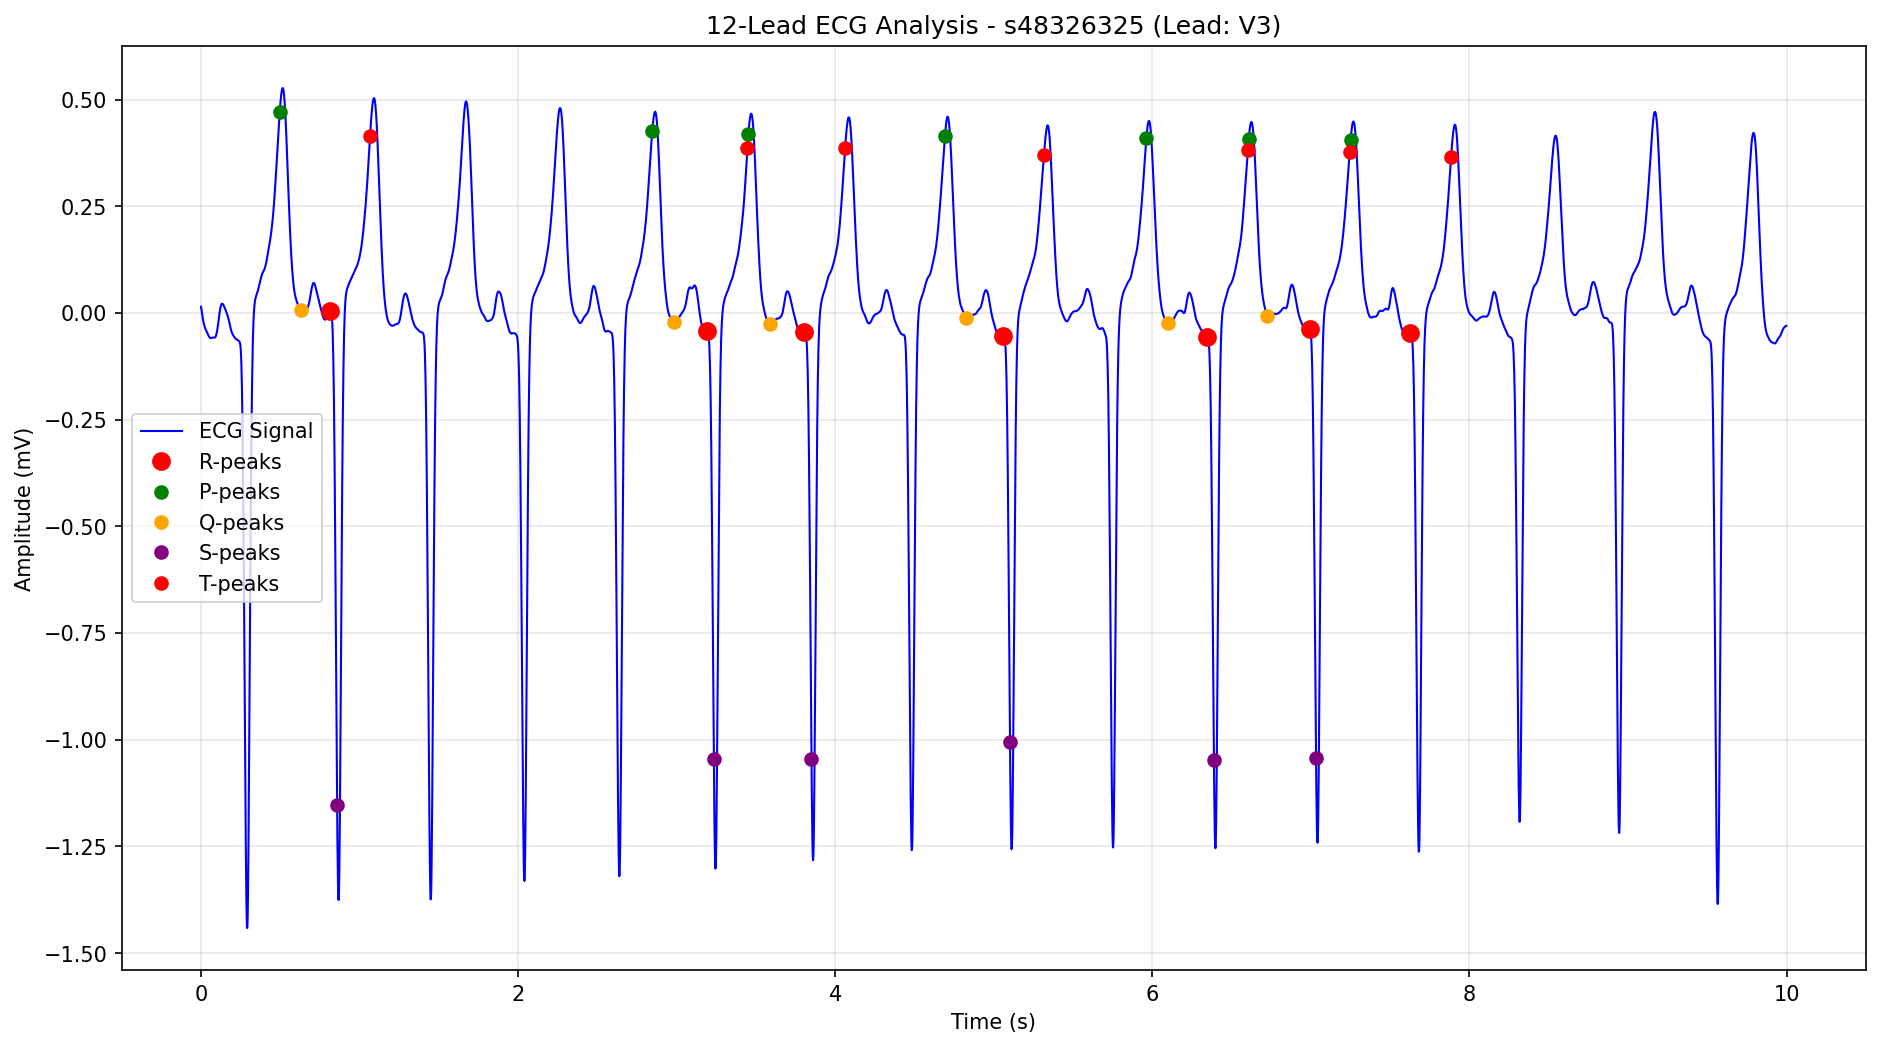 12-Lead ECG Analysis - s48326325 (Lead: V3)
Amplitude (mV)
0.50
0.25
0.00
−0.25
−0.50
−0.75
−1.00
−1.25
−1.50
ECG Signal
R-peaks
P-peaks
Q-peaks
S-peaks
T-peaks
0 2 4 6 8 10
Time (s)